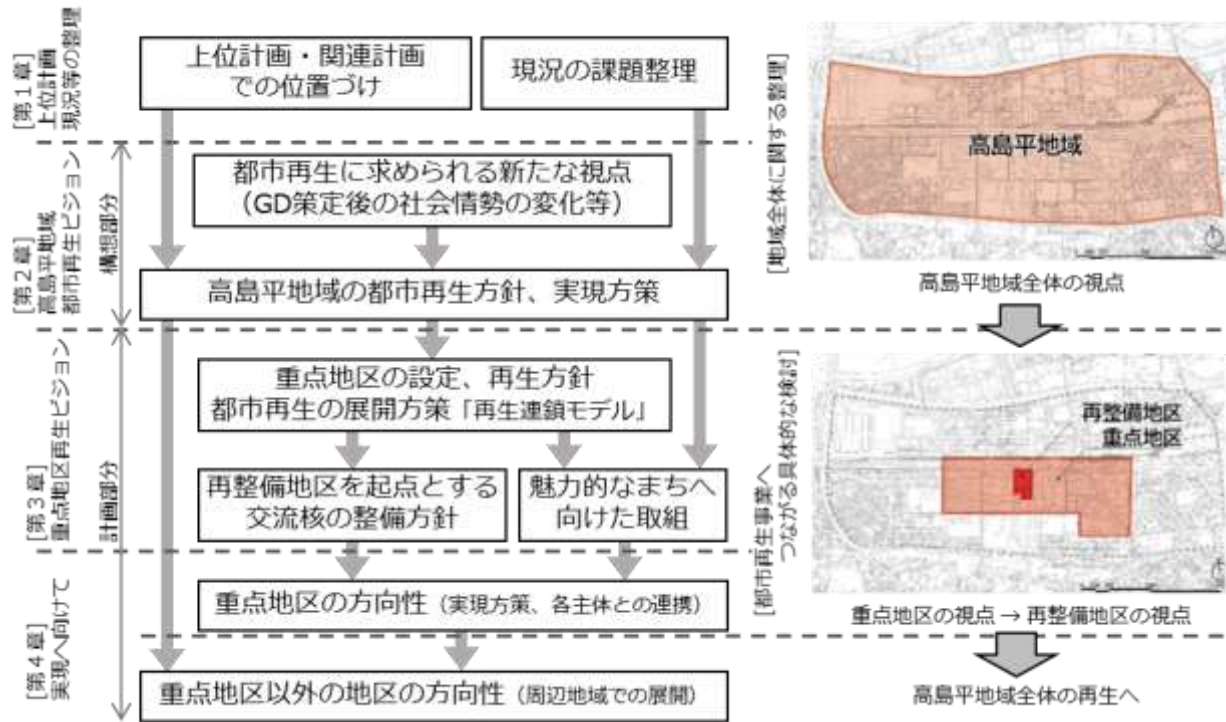 [第１章]
上位計画
現況等の整理
上位計画・関連計画
での位置づけ
現況の課題整理
[第２章]
高島平地域
都市再生ビジョン
構想部分
都市再生に求められる新たな視点
（GD策定後の社会情勢の変化等）
高島平地域の都市再生方針、実現方策
[第３章]
重点地区再生ビジョン
計画部分
重点地区の設定、再生方針
都市再生の展開方策「再生連鎖モデル」
再整備地区を起点とする
交流核の整備方針
魅力的なまちへ
向けた取組
[第４章]
実現へ向けて
重点地区の方向性（実現方策、各主体との連携）
重点地区以外の地区の方向性（周辺地域での展開）
[地域全体に関する整理]
高島平地域
高島平地域全体の視点
[都市再生事業へ
つながる具体的な検討]
再整備地区
重点地区
重点地区の視点 → 再整備地区の視点
高島平地域全体の再生へ